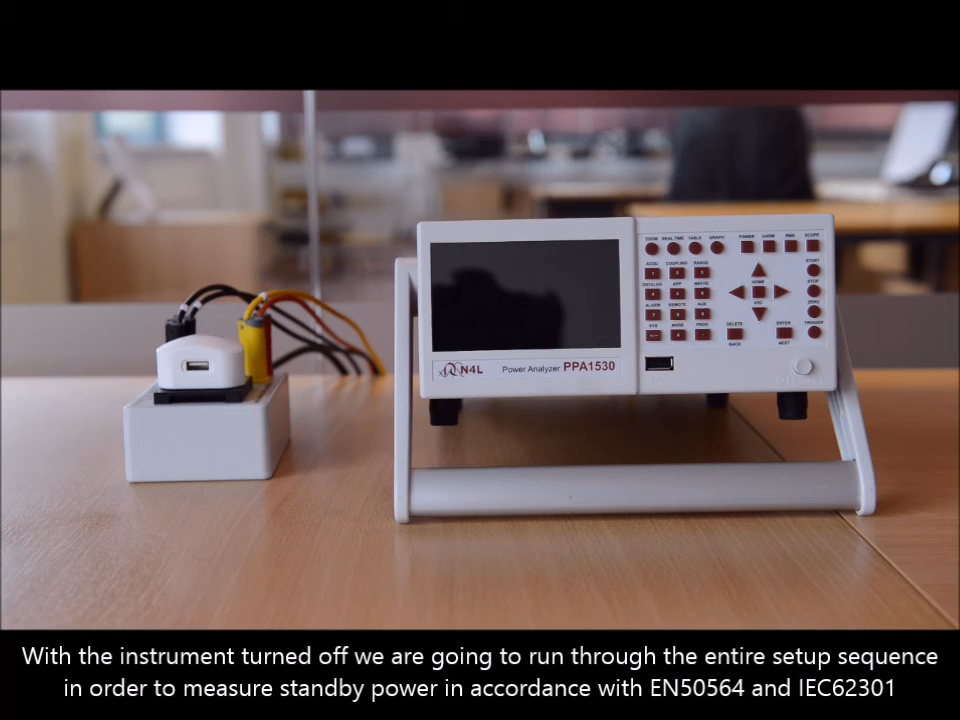 ZOOM REAL TIME TABLE GRAPH
POWER HARM RMS SCOPE
ACQU COUPLING RANGE
START
DATALOG APP MATHS
HOME
STOP
ALARM REMOTE AUX
ESC
ZERO
SYS MODE PROG
DELETE ENTER TRIGGER
BACK NEXT
N4L Power Analyzer PPA1530
With the instrument turned off we are going to run through the entire setup sequence
in order to measure standby power in accordance with EN50564 and IEC62301